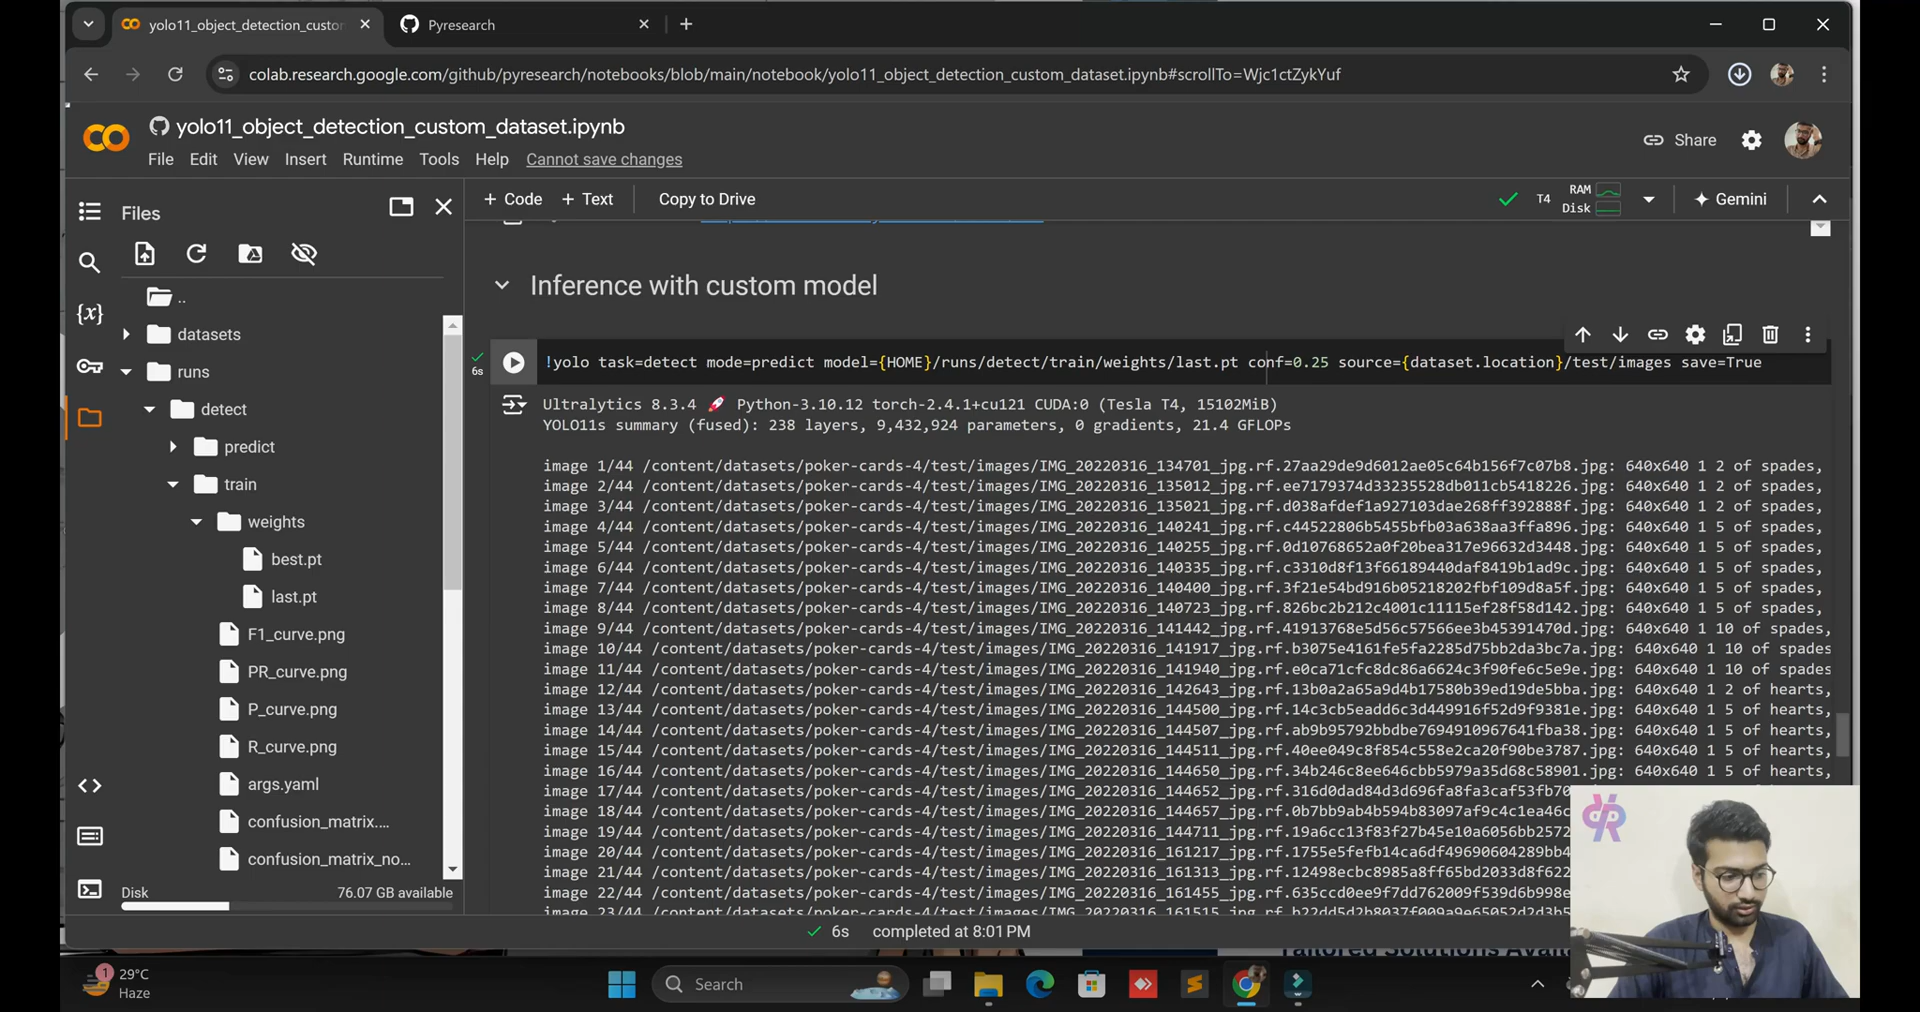 yolo11_object_detection_custo
Pyresearch
colab.research.google.com/github/pyresearch/notebooks/blob/main/notebook/yolo11_object_detection_custom_dataset.ipynb#scrollTo=Wjc1ctZykYuf
yolo11_object_detection_custom_dataset.ipynb
File Edit View Insert Runtime Tools Help Cannot save changes
Share
Files
+ Code + Text Copy to Drive
T4 RAM Disk
Gemini
..
datasets
runs
detect
predict
train
weights
best.pt
last.pt
F1_curve.png
PR_curve.png
P_curve.png
R_curve.png
args.yaml
confusion_matrix....
confusion_matrix_no...
Disk 76.07 GB available
Inference with custom model
6s
!yolo task=detect mode=predict model={HOME}/runs/detect/train/weights/last.pt conf=0.25 source={dataset.location}/test/images save=True
Ultralytics 8.3.4 🚀 Python-3.10.12 torch-2.4.1+cu121 CUDA:0 (Tesla T4, 15102MiB)
YOLO11s summary (fused): 238 layers, 9,432,924 parameters, 0 gradients, 21.4 GFLOPs
image 1/44 /content/datasets/poker-cards-4/test/images/IMG_20220316_134701_jpg.rf.27aa29de9d6012ae05c64b156f7c07b8.jpg: 640x640 1 2 of spades,
image 2/44 /content/datasets/poker-cards-4/test/images/IMG_20220316_135012_jpg.rf.ee7179374d33235528db011cb5418226.jpg: 640x640 1 2 of spades,
image 3/44 /content/datasets/poker-cards-4/test/images/IMG_20220316_135021_jpg.rf.d038afdef1a927103dae268ff392888f.jpg: 640x640 1 2 of spades,
image 4/44 /content/datasets/poker-cards-4/test/images/IMG_20220316_140241_jpg.rf.c44522806b5455bfb03a638aa3ffa896.jpg: 640x640 1 5 of spades,
image 5/44 /content/datasets/poker-cards-4/test/images/IMG_20220316_140255_jpg.rf.0d10768652a0f20bea317e96632d3448.jpg: 640x640 1 5 of spades,
image 6/44 /content/datasets/poker-cards-4/test/images/IMG_20220316_140335_jpg.rf.c3310d8f13f66189440daf8419b1ad9c.jpg: 640x640 1 5 of spades,
image 7/44 /content/datasets/poker-cards-4/test/images/IMG_20220316_140400_jpg.rf.3f21e54bd916b05218202fbf109d8a5f.jpg: 640x640 1 5 of spades,
image 8/44 /content/datasets/poker-cards-4/test/images/IMG_20220316_140723_jpg.rf.826bc2b212c4001c11115ef28f58d142.jpg: 640x640 1 5 of spades,
image 9/44 /content/datasets/poker-cards-4/test/images/IMG_20220316_141442_jpg.rf.41913768e5d56c57566ee3b45391470d.jpg: 640x640 1 10 of spades,
image 10/44 /content/datasets/poker-cards-4/test/images/IMG_20220316_141917_jpg.rf.b3075e4161fe5fa2285d75bb2da3bc7a.jpg: 640x640 1 10 of spades
image 11/44 /content/datasets/poker-cards-4/test/images/IMG_20220316_141940_jpg.rf.e0ca71cfc8dc86a6624c3f90fe6c5e9e.jpg: 640x640 1 10 of spades
image 12/44 /content/datasets/poker-cards-4/test/images/IMG_20220316_142643_jpg.rf.13b0a2a65a9d4b17580b39ed19de5bba.jpg: 640x640 1 2 of hearts,
image 13/44 /content/datasets/poker-cards-4/test/images/IMG_20220316_144500_jpg.rf.14c3cb5eadd6c3d449916f52d9f9381e.jpg: 640x640 1 5 of hearts,
image 14/44 /content/datasets/poker-cards-4/test/images/IMG_20220316_144507_jpg.rf.ab9b95792bbdbe7694910967641fba38.jpg: 640x640 1 5 of hearts,
image 15/44 /content/datasets/poker-cards-4/test/images/IMG_20220316_144511_jpg.rf.40ee049c8f854c558e2ca20f90be3787.jpg: 640x640 1 5 of hearts,
image 16/44 /content/datasets/poker-cards-4/test/images/IMG_20220316_144650_jpg.rf.34b246c8ee646cbb5979a35d68c58901.jpg: 640x640 1 5 of hearts,
image 17/44 /content/datasets/poker-cards-4/test/images/IMG_20220316_144652_jpg.rf.316d0dad84d3d696fa8fa3caf53fb70
image 18/44 /content/datasets/poker-cards-4/test/images/IMG_20220316_144657_jpg.rf.0b7bb9ab4b594b83097af9c4c1ea46c
image 19/44 /content/datasets/poker-cards-4/test/images/IMG_20220316_144711_jpg.rf.19a6cc13f83f27b45e10a6056bb2572
image 20/44 /content/datasets/poker-cards-4/test/images/IMG_20220316_161217_jpg.rf.1755e5fefb14ca6df49690604289bb4
image 21/44 /content/datasets/poker-cards-4/test/images/IMG_20220316_161313_jpg.rf.12498ecbc8985a8ff65bd2033d8f622
image 22/44 /content/datasets/poker-cards-4/test/images/IMG_20220316_161455_jpg.rf.635ccd0ee9f7dd762009f539d6b998e
image 23/44 /content/datasets/poker-cards-4/test/images/IMG_20220316_161515_jpg.rf.b22dd5d2b8037f009a9e65052d2d3b5
6s completed at 8:01 PM
1
29°C
Haze
Search